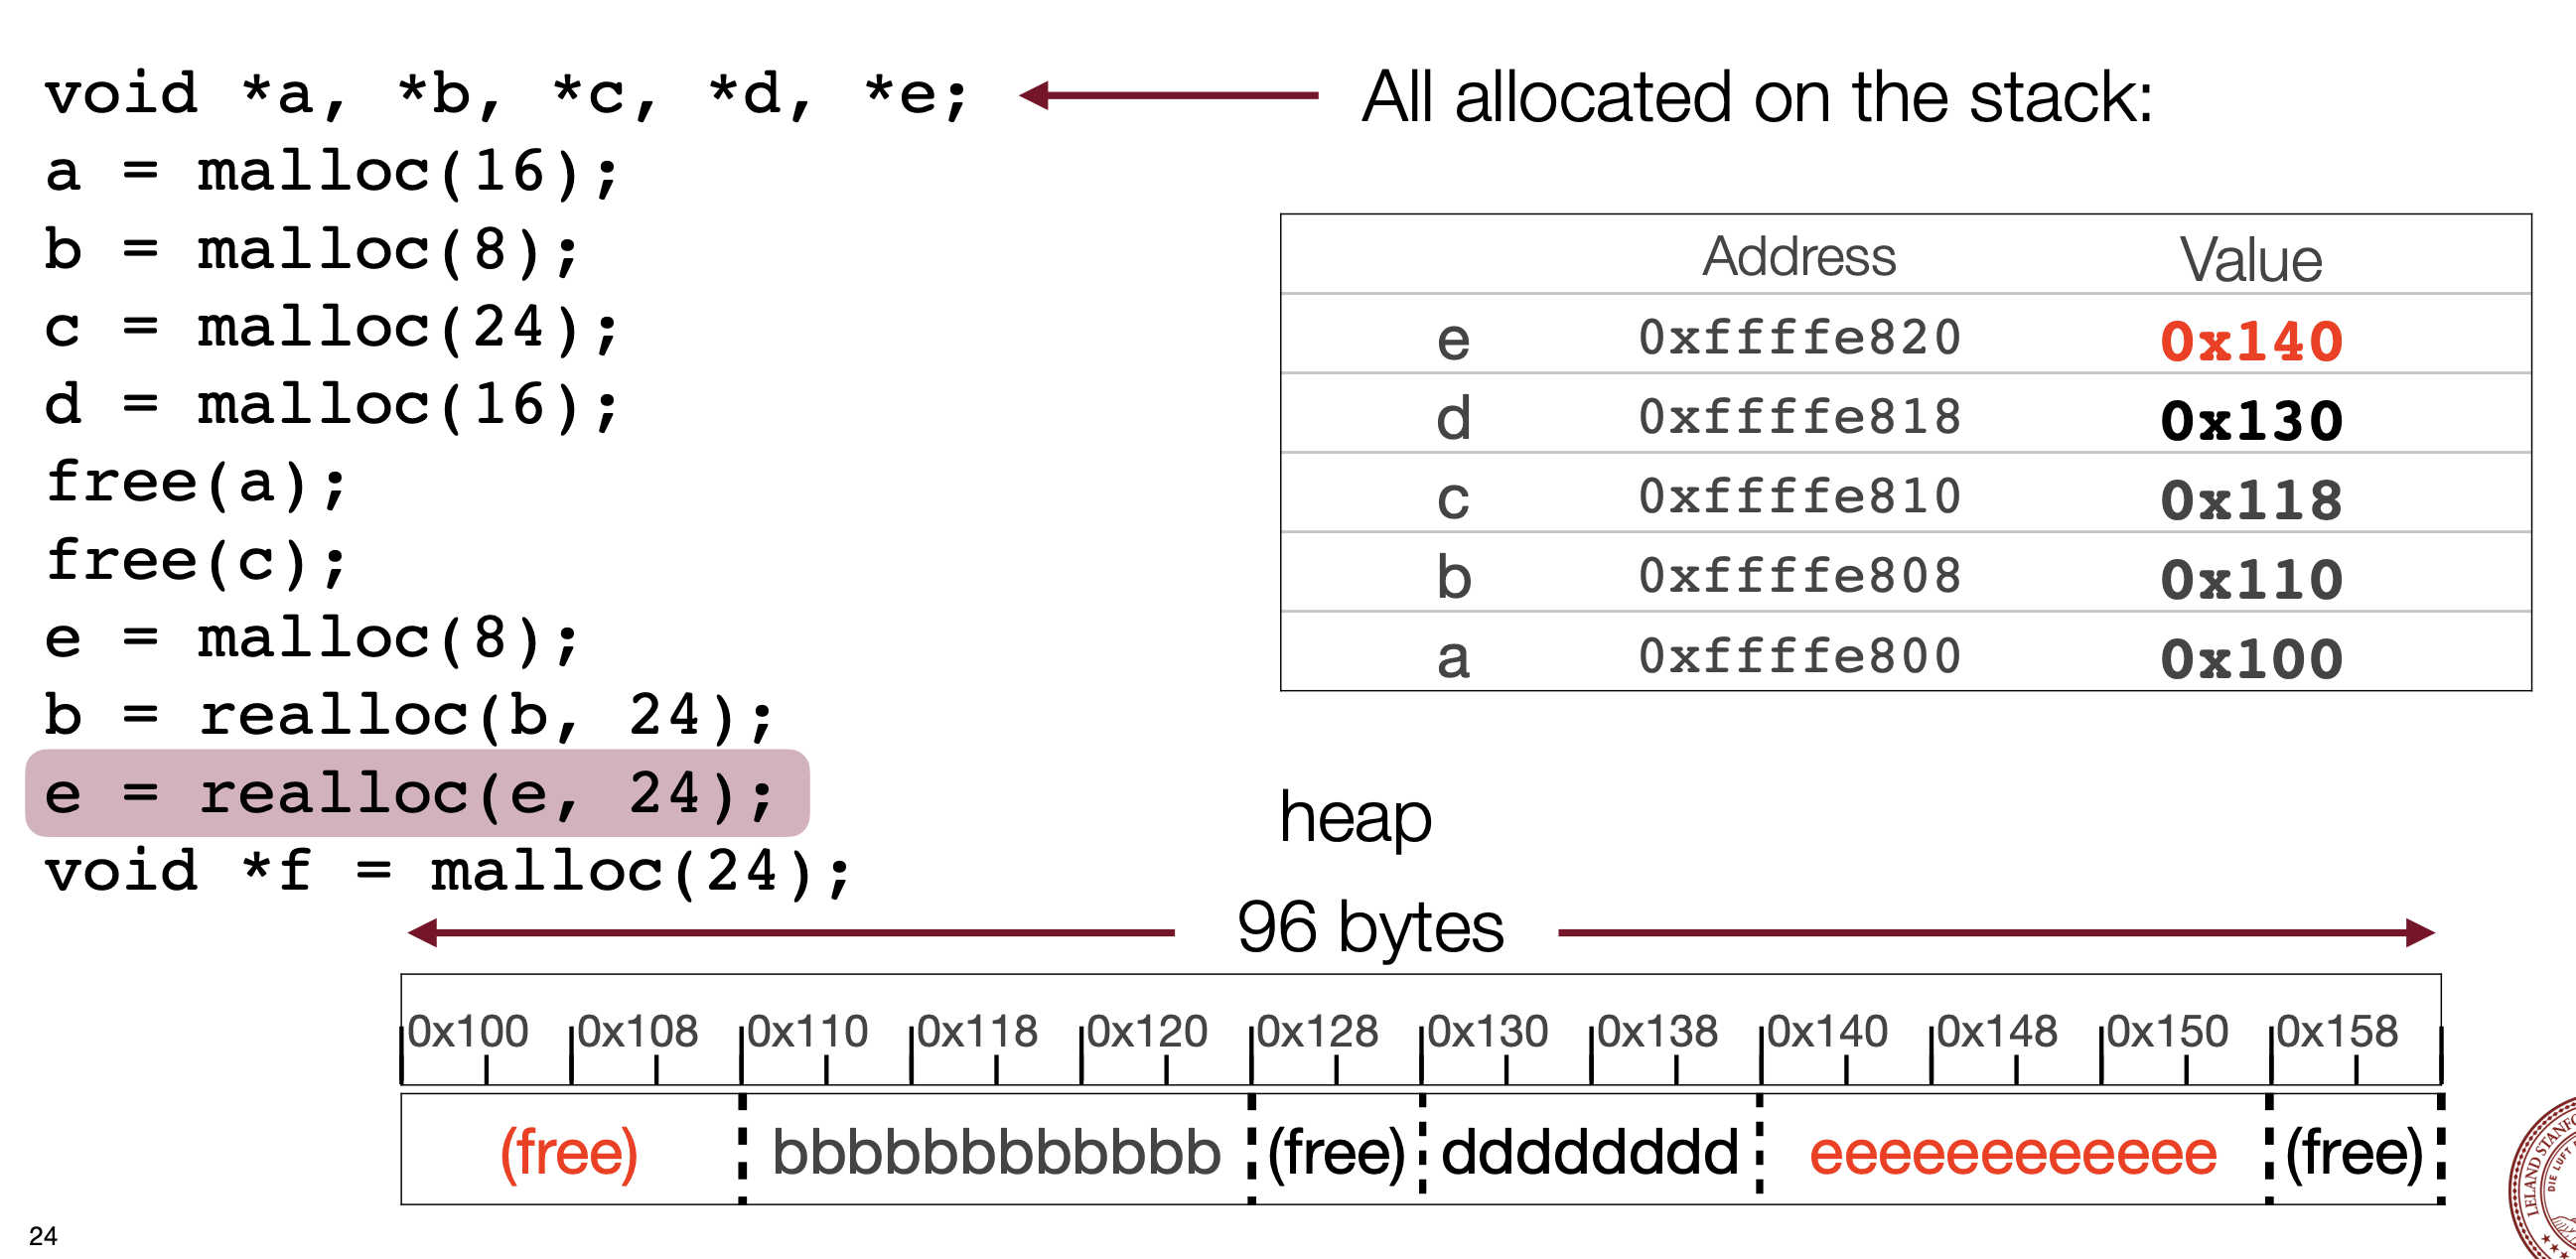 void *a, *b, *c, *d, *e;
All allocated on the stack:
a = malloc(16);
b = malloc(8);
c = malloc(24);
d = malloc(16);
free(a);
free(c);
e = malloc(8);
b = realloc(b, 24);
e = realloc(e, 24);
void *f = malloc(24);
Address Value
e 0xffffe820 0x140
d 0xffffe818 0x130
c 0xffffe810 0x118
b 0xffffe808 0x110
a 0xffffe800 0x100
heap
96 bytes
0x100 0x108 0x110 0x118 0x120 0x128 0x130 0x138 0x140 0x148 0x150 0x158
(free) bbbbbbbbbbbb (free) dddddddd eeeeeeeeeeee (free)
24